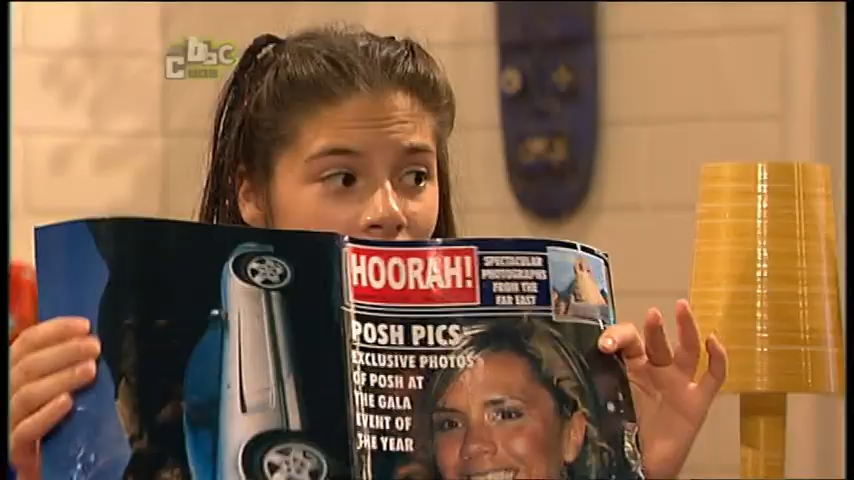 CBBC
HOORAH!
SPECTACULAR
PHOTOGRAPHS
FROM THE
FAR EAST
POSH PICS
EXCLUSIVE PHOTOS
OF POSH AT
THE GALA
EVENT OF
THE YEAR